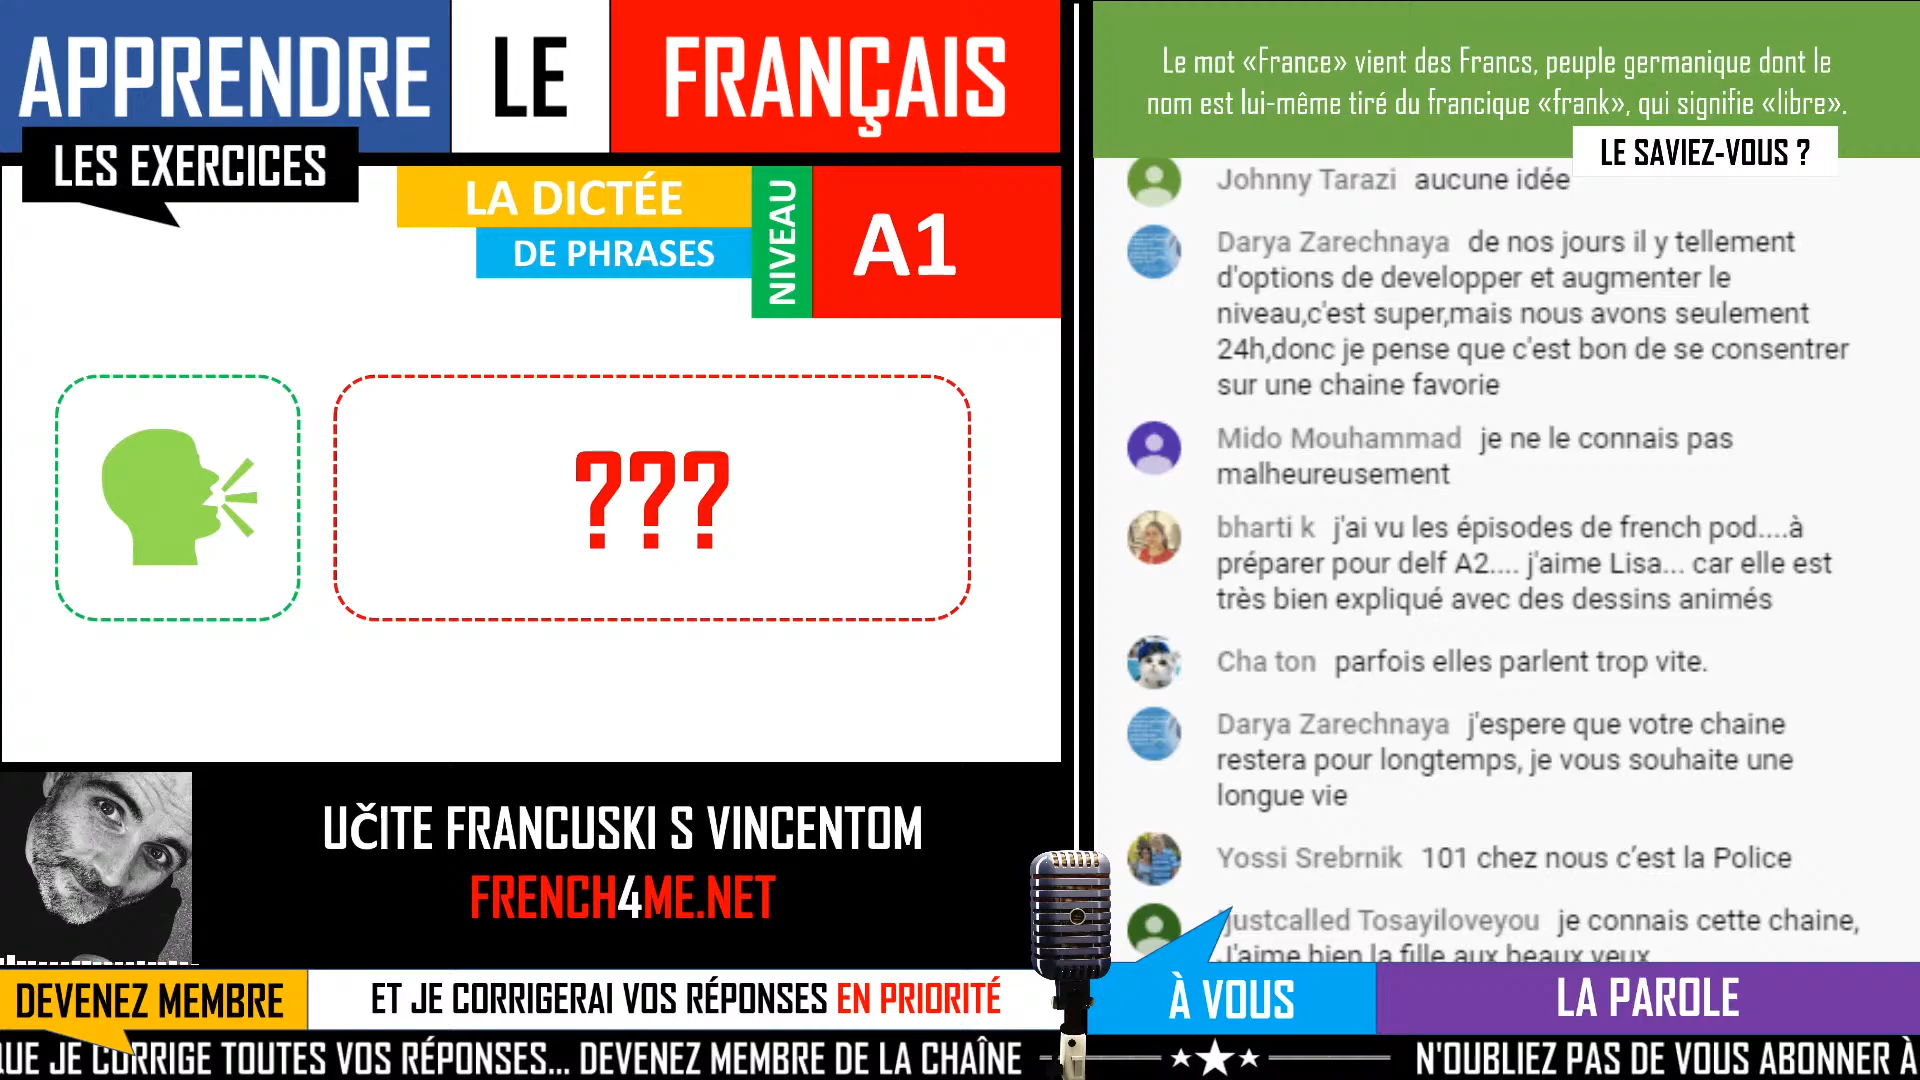 APPRENDRE LE FRANÇAIS
LES EXERCICES
LA DICTÉE
DE PHRASES
NIVEAU
A1
???
UČITE FRANCUSKI S VINCENTOM
FRENCH4ME.NET
DEVENEZ MEMBRE
ET JE CORRIGERAI VOS RÉPONSES EN PRIORITÉ
Le mot «France» vient des Francs, peuple germanique dont le
nom est lui-même tiré du francique «frank», qui signifie «libre».
LE SAVIEZ-VOUS ?
Johnny Tarazi aucune idée
Darya Zarechnaya de nos jours il y tellement
d'options de developper et augmenter le
niveau,c'est super,mais nous avons seulement
24h,donc je pense que c'est bon de se consentrer
sur une chaine favorie
Mido Mouhammad je ne le connais pas
malheureusement
bharti k j'ai vu les épisodes de french pod....à
préparer pour delf A2.... j'aime Lisa... car elle est
très bien expliqué avec des dessins animés
Cha ton parfois elles parlent trop vite.
Darya Zarechnaya j'espere que votre chaine
restera pour longtemps, je vous souhaite une
longue vie
Yossi Srebrnik 101 chez nous c’est la Police
justcalled Tosayiloveyou je connais cette chaine,
J'aime bien la fille aux beaux yeux
À VOUS
LA PAROLE
QUE JE CORRIGE TOUTES VOS RÉPONSES... DEVENEZ MEMBRE DE LA CHAÎNE
N'OUBLIEZ PAS DE VOUS ABONNER À